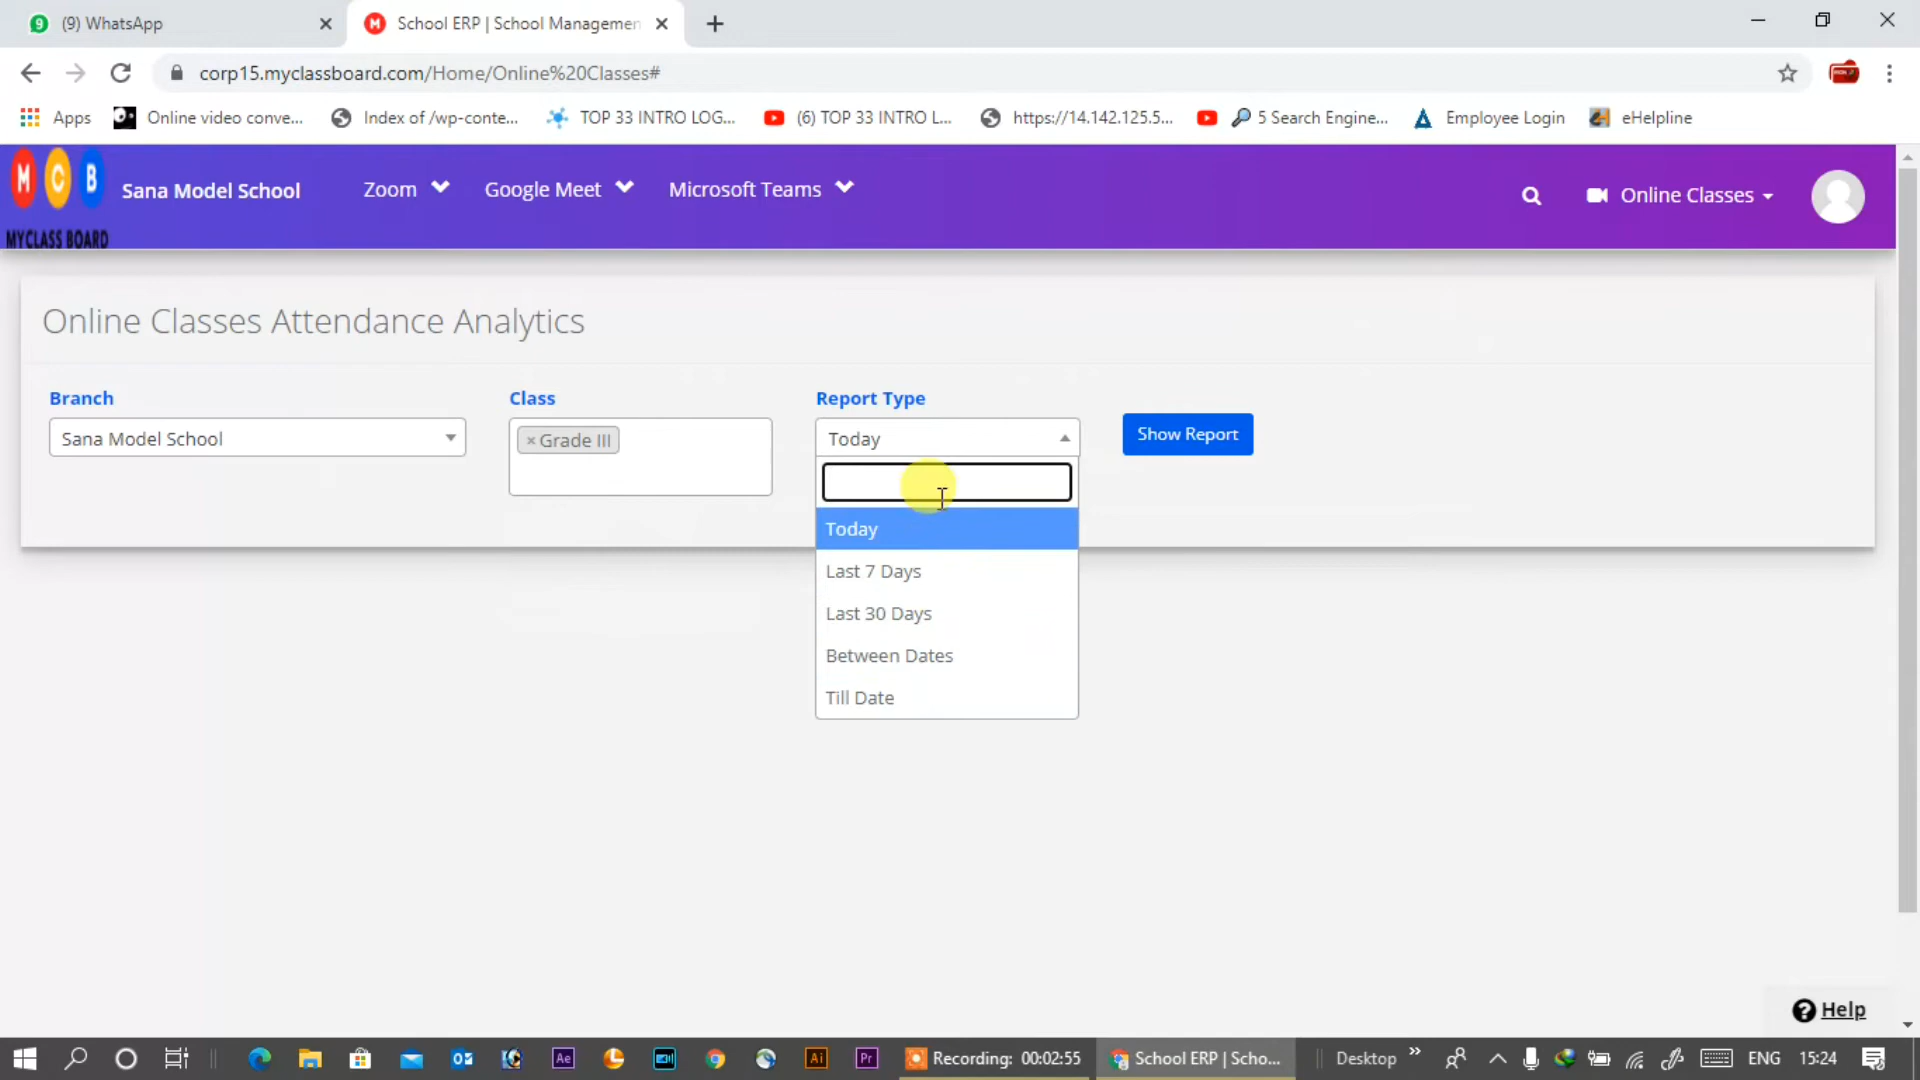 (9) WhatsApp
School ERP | School Managemen
corp15.myclassboard.com/Home/Online%20Classes#
Apps
Online video conve...
Index of /wp-conte...
TOP 33 INTRO LOG...
(6) TOP 33 INTRO L...
https://14.142.125.5...
5 Search Engine...
Employee Login
eHelpline
M C B
MYCLASS BOARD
Sana Model School
Zoom
Google Meet
Microsoft Teams
Online Classes
Online Classes Attendance Analytics
Branch
Class
Report Type
Sana Model School
× Grade III
Today
Show Report
Today
Last 7 Days
Last 30 Days
Between Dates
Till Date
Help
Ae
Ai
Pr
Recording: 00:02:55
School ERP | Scho...
Desktop
ENG
15:24